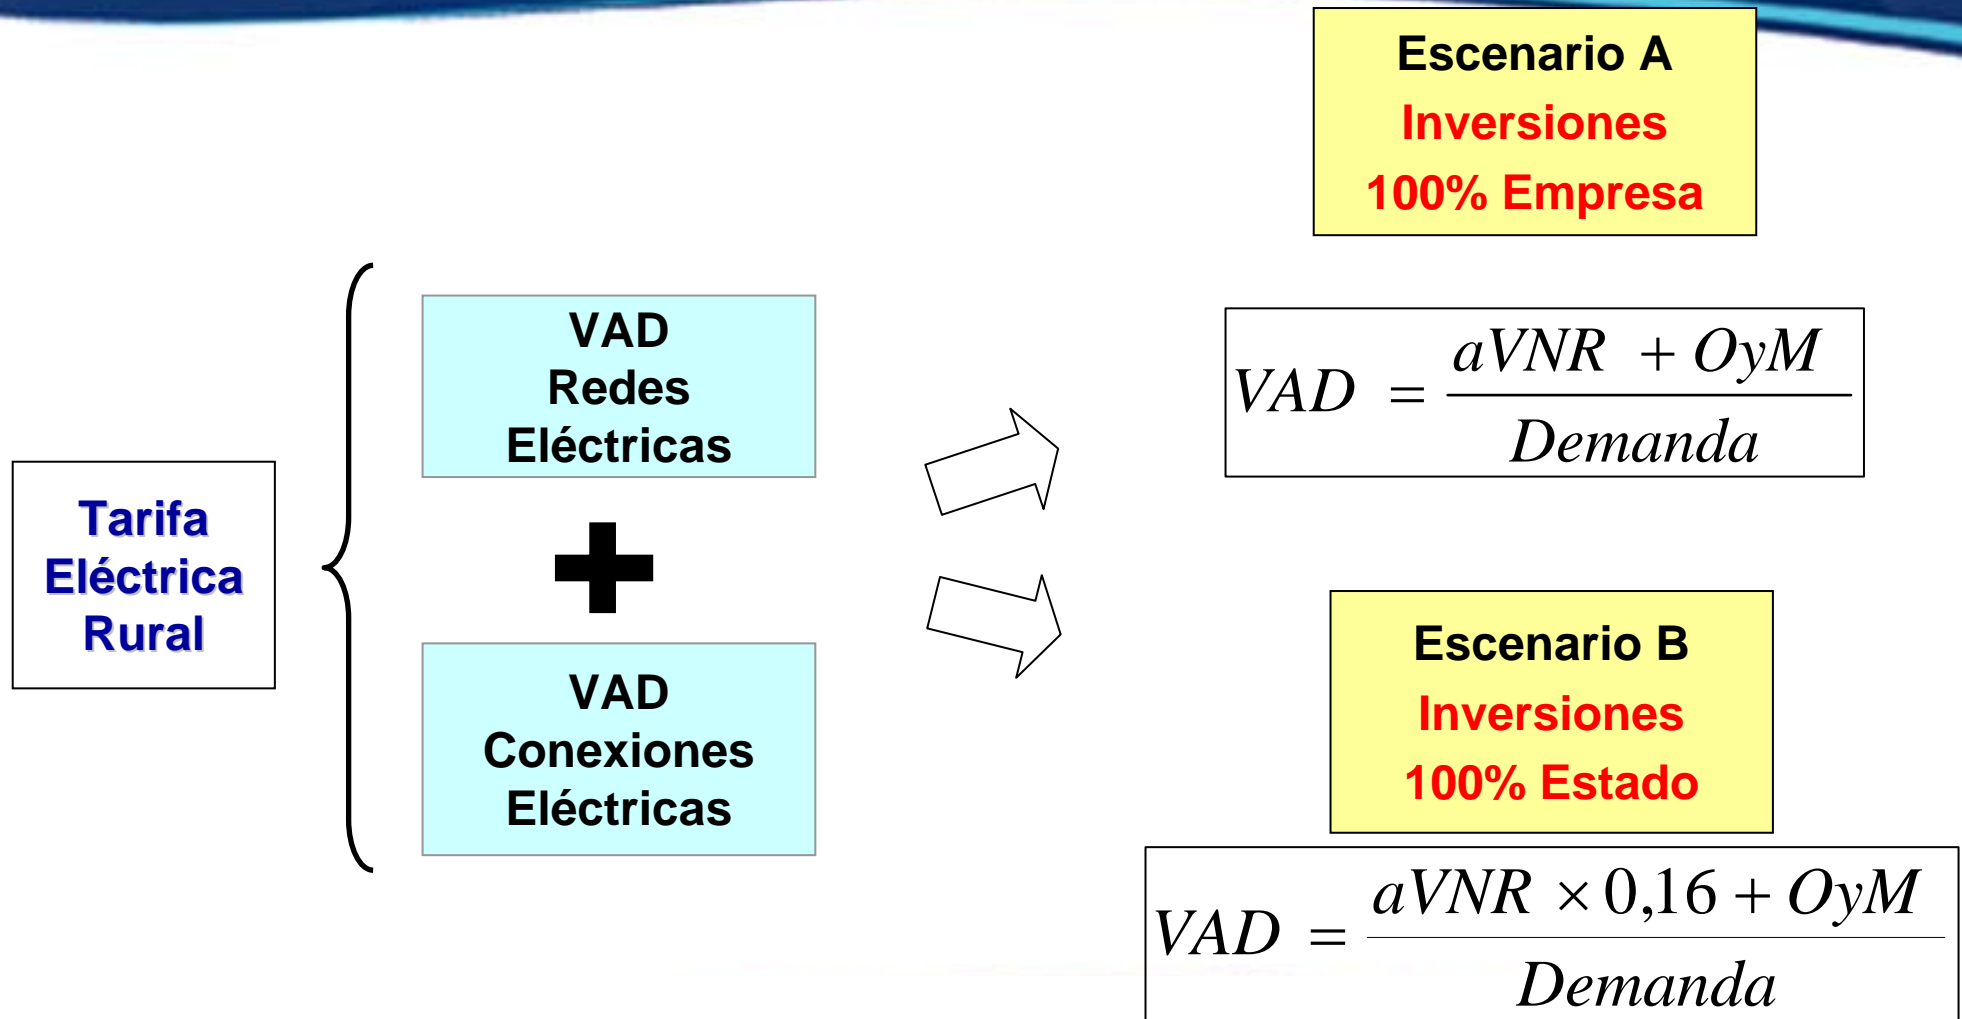 Tarifa
Eléctrica
Rural
VAD
Redes
Eléctricas
VAD
Conexiones
Eléctricas
Escenario A
Inversiones
100% Empresa
VAD = (aVNR + OyM) / Demanda
Escenario B
Inversiones
100% Estado
VAD = (aVNR × 0,16 + OyM) / Demanda